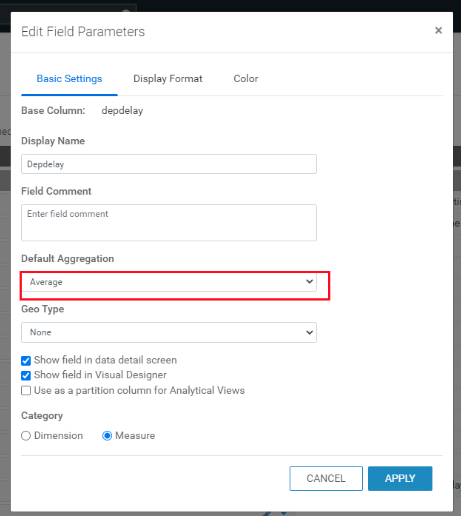 Edit Field Parameters ×
Basic Settings Display Format Color
Base Column: depdelay
Display Name
Depdelay
Field Comment
Enter field comment
Default Aggregation
Average
Geo Type
None
Show field in data detail screen
Show field in Visual Designer
Use as a partition column for Analytical Views
Category
Dimension Measure
CANCEL APPLY